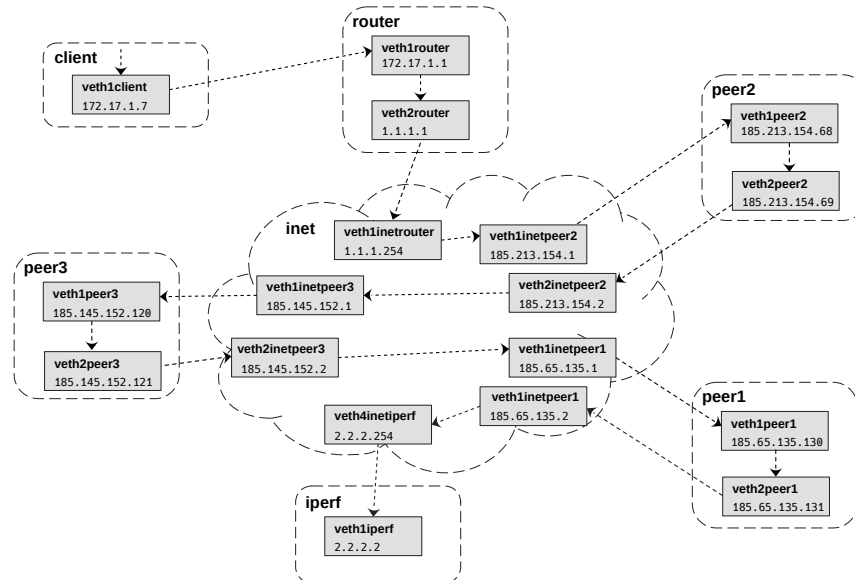 router
veth1router
172.17.1.1
veth2router
1.1.1.1
client
veth1client
172.17.1.7
peer2
veth1peer2
185.213.154.68
veth2peer2
185.213.154.69
inet
veth1inetrouter
1.1.1.254
veth1inetpeer2
185.213.154.1
veth2inetpeer2
185.213.154.2
veth1inetpeer3
185.145.152.1
peer3
veth1peer3
185.145.152.120
veth2peer3
185.145.152.121
veth2inetpeer3
185.145.152.2
veth1inetpeer1
185.65.135.1
veth1inetpeer1
185.65.135.2
veth4inetiperf
2.2.2.254
peer1
veth1peer1
185.65.135.130
veth2peer1
185.65.135.131
iperf
veth1iperf
2.2.2.2